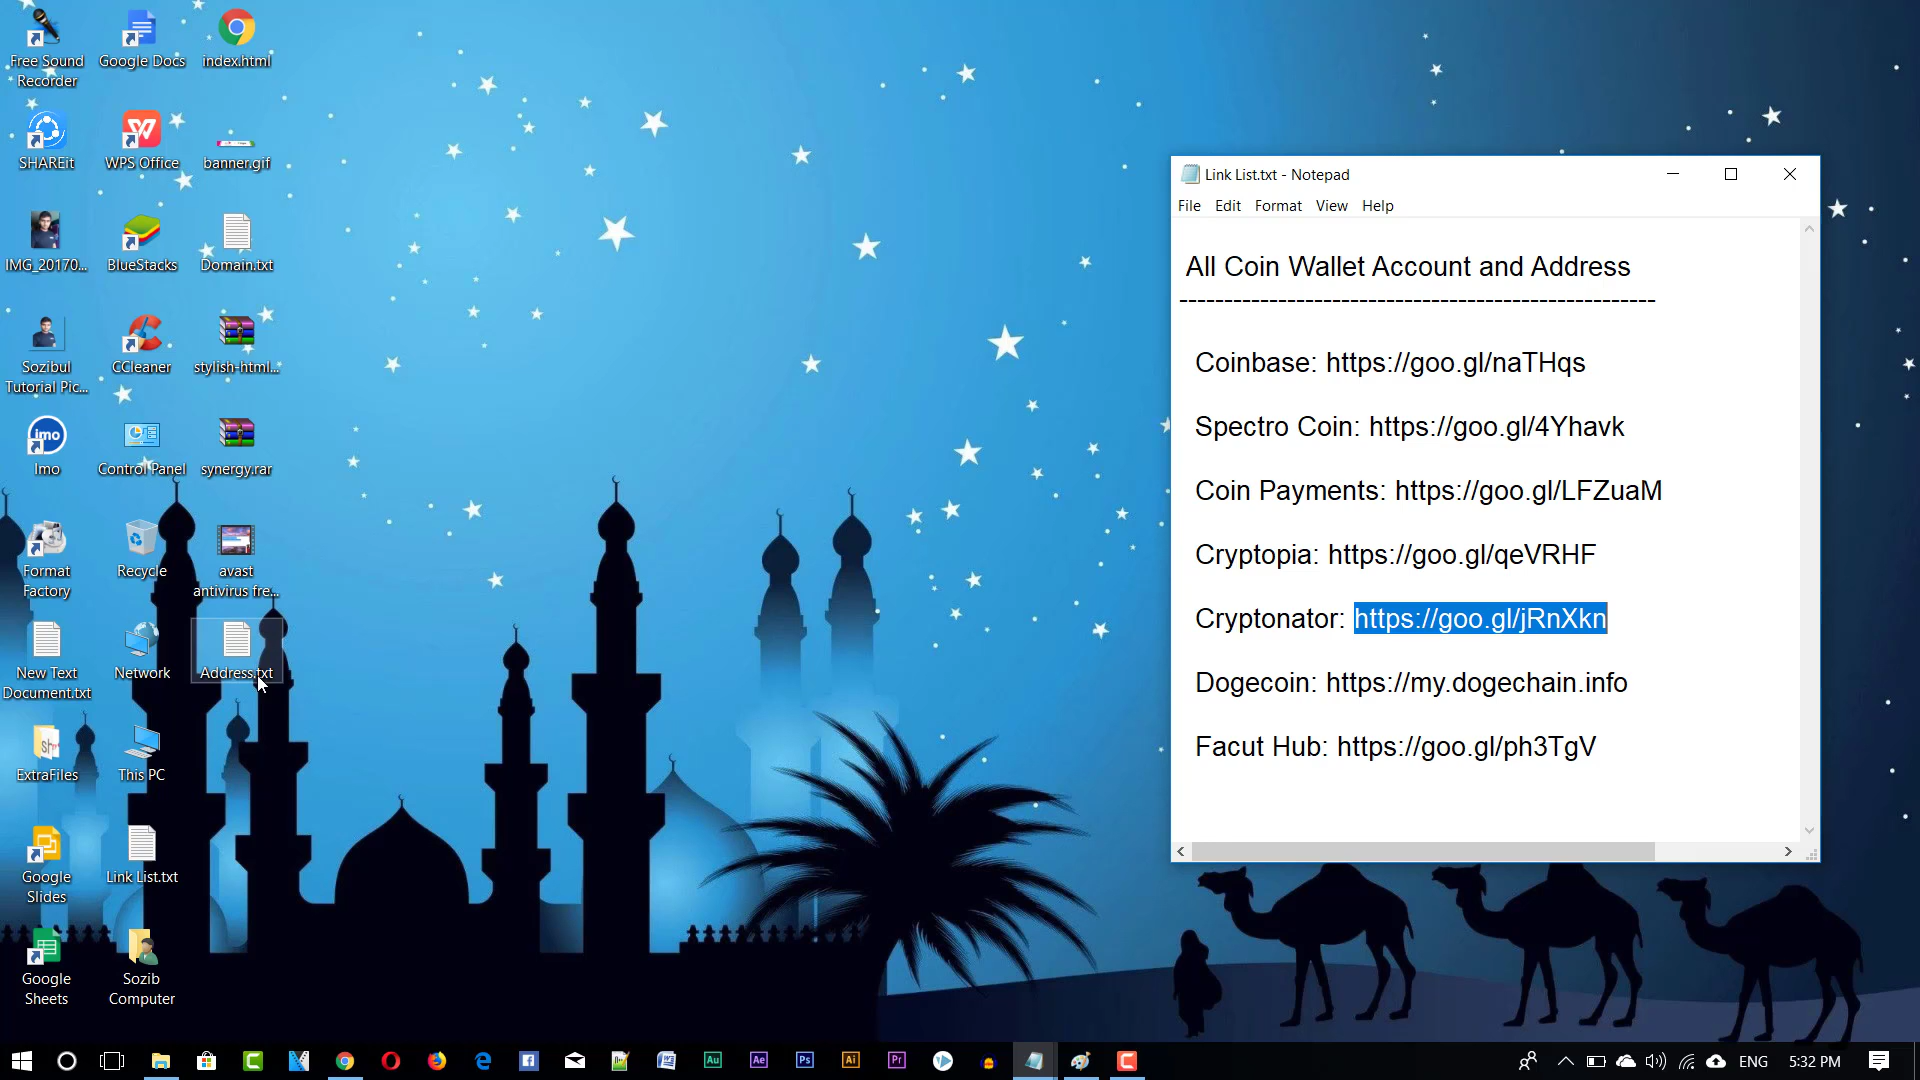 Free Sound
Recorder
Google Docs
index.html
SHAREit
WPS Office
banner.gif
IMG_20170...
BlueStacks
Domain.txt
Sozibul
Tutorial Pic...
CCleaner
stylish-html...
imo
Imo
Control Panel
synergy.rar
Format
Factory
Recycle
avast
antivirus fre...
New Text
Document.txt
Network
Address.txt
ExtraFiles
This PC
Google
Slides
Link List.txt
Google
Sheets
Sozib
Computer
Link List.txt - Notepad
File Edit Format View Help
All Coin Wallet Account and Address
-----------------------------------------------------
Coinbase: https://goo.gl/naTHqs
Spectro Coin: https://goo.gl/4Yhavk
Coin Payments: https://goo.gl/LFZuaM
Cryptopia: https://goo.gl/qeVRHF
Cryptonator: https://goo.gl/jRnXkn
Dogecoin: https://my.dogechain.info
Facut Hub: https://goo.gl/ph3TgV
Au Ae Ps Ai Pr
ENG 5:32 PM